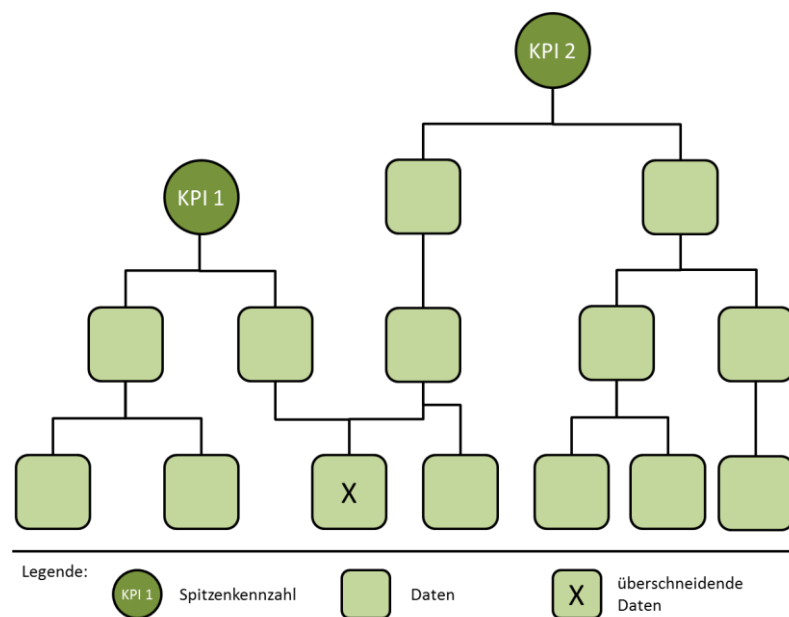 KPI 2
KPI 1
X
Legende:
KPI 1
Spitzenkennzahl
Daten
X
überschneidende
Daten